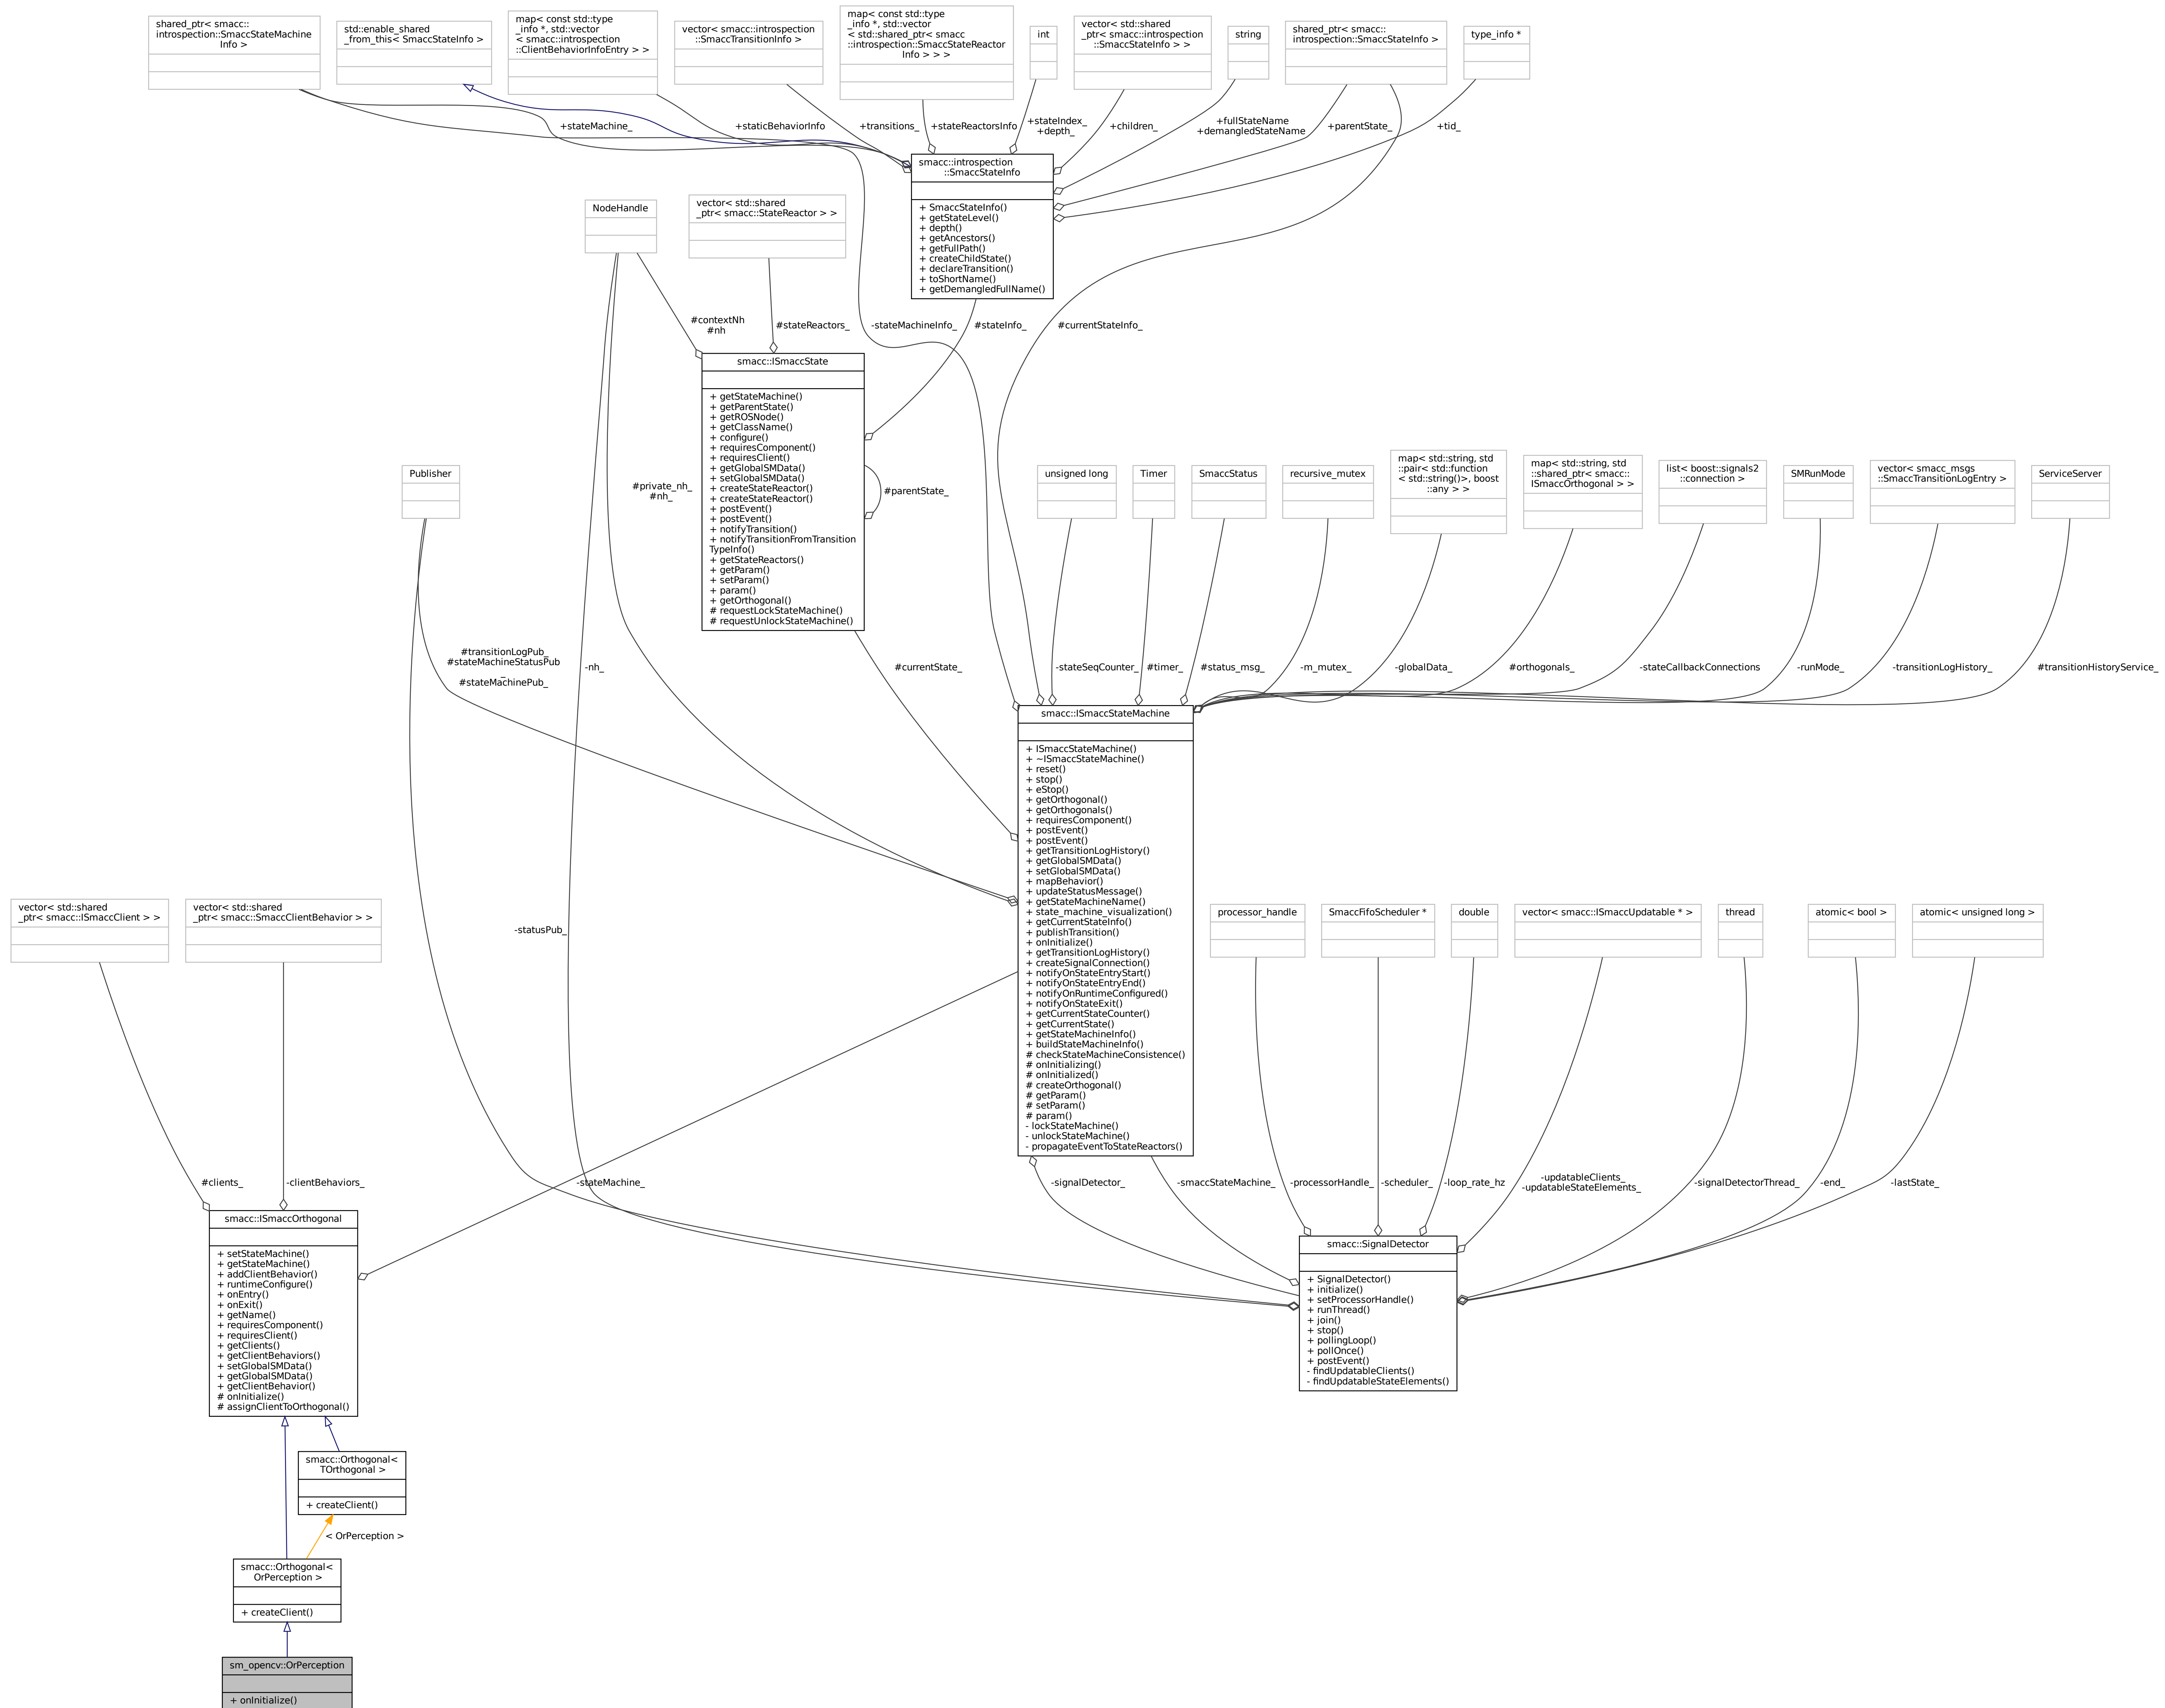 shared_ptr< smacc::
introspection::SmaccStateMachine
Info >
std::enable_shared
_from_this< SmaccStateInfo >
map< const std::type
_info *, std::vector
< smacc::introspection
::ClientBehaviorInfoEntry > >
vector< smacc::introspection
::SmaccTransitionInfo >
map< const std::type
_info *, std::vector
< std::shared_ptr< smacc
::introspection::SmaccStateReactor
Info > > >
int
vector< std::shared
_ptr< smacc::introspection
::SmaccStateInfo > >
string
shared_ptr< smacc::
introspection::SmaccStateInfo >
type_info *
+stateMachine_
+staticBehaviorInfo
+transitions_
+stateReactorsInfo
+stateIndex_
+depth_
+children_
+fullStateName
+demangledStateName
+parentState_
+tid_
smacc::introspection
::SmaccStateInfo
+ SmaccStateInfo()
+ getStateLevel()
+ depth()
+ getAncestors()
+ getFullPath()
+ createChildState()
+ declareTransition()
+ toShortName()
+ getDemangledFullName()
NodeHandle
vector< std::shared
_ptr< smacc::StateReactor > >
#contextNh
#nh
#stateReactors_
-stateMachineInfo_
#stateInfo_
#currentStateInfo_
smacc::ISmaccState
+ getStateMachine()
+ getParentState()
+ getROSNode()
+ getClassName()
+ configure()
+ requiresComponent()
+ requiresClient()
+ getGlobalSMData()
+ setGlobalSMData()
+ createStateReactor()
+ createStateReactor()
+ postEvent()
+ postEvent()
+ notifyTransition()
+ notifyTransitionFromTransition
TypeInfo()
+ getStateReactors()
+ getParam()
+ setParam()
+ param()
+ getOrthogonal()
# requestLockStateMachine()
# requestUnlockStateMachine()
#parentState_
#private_nh_
#nh_
Publisher
unsigned long
Timer
SmaccStatus
recursive_mutex
map< std::string, std
::pair< std::function
< std::string()>, boost
::any > >
map< std::string, std
::shared_ptr< smacc::
ISmaccOrthogonal > >
list< boost::signals2
::connection >
SMRunMode
vector< smacc_msgs
::SmaccTransitionLogEntry >
ServiceServer
#transitionLogPub_
#stateMachineStatusPub
_
#stateMachinePub_
-nh_
#currentState_
-stateSeqCounter_
#timer_
#status_msg_
-m_mutex_
-globalData_
#orthogonals_
-stateCallbackConnections
-runMode_
-transitionLogHistory_
#transitionHistoryService_
smacc::ISmaccStateMachine
+ ISmaccStateMachine()
+ ~ISmaccStateMachine()
+ reset()
+ stop()
+ eStop()
+ getOrthogonal()
+ getOrthogonals()
+ requiresComponent()
+ postEvent()
+ postEvent()
+ getTransitionLogHistory()
+ getGlobalSMData()
+ setGlobalSMData()
+ mapBehavior()
+ updateStatusMessage()
+ getStateMachineName()
+ state_machine_visualization()
+ getCurrentStateInfo()
+ publishTransition()
+ onInitialize()
+ getTransitionLogHistory()
+ createSignalConnection()
+ notifyOnStateEntryStart()
+ notifyOnStateEntryEnd()
+ notifyOnRuntimeConfigured()
+ notifyOnStateExit()
+ getCurrentStateCounter()
+ getCurrentState()
+ getStateMachineInfo()
+ buildStateMachineInfo()
# checkStateMachineConsistence()
# onInitializing()
# onInitialized()
# createOrthogonal()
# getParam()
# setParam()
# param()
- lockStateMachine()
- unlockStateMachine()
- propagateEventToStateReactors()
vector< std::shared
_ptr< smacc::ISmaccClient > >
vector< std::shared
_ptr< smacc::SmaccClientBehavior > >
-statusPub_
processor_handle
SmaccFifoScheduler *
double
vector< smacc::ISmaccUpdatable * >
thread
atomic< bool >
atomic< unsigned long >
#clients_
-clientBehaviors_
-stateMachine_
-signalDetector_
-smaccStateMachine_
-processorHandle_
-scheduler_
-loop_rate_hz
-updatableClients_
-updatableStateElements_
-signalDetectorThread_
-end_
-lastState_
smacc::ISmaccOrthogonal
+ setStateMachine()
+ getStateMachine()
+ addClientBehavior()
+ runtimeConfigure()
+ onEntry()
+ onExit()
+ getName()
+ requiresComponent()
+ requiresClient()
+ getClients()
+ getClientBehaviors()
+ setGlobalSMData()
+ getGlobalSMData()
+ getClientBehavior()
# onInitialize()
# assignClientToOrthogonal()
smacc::SignalDetector
+ SignalDetector()
+ initialize()
+ setProcessorHandle()
+ runThread()
+ join()
+ stop()
+ pollingLoop()
+ pollOnce()
+ postEvent()
- findUpdatableClients()
- findUpdatableStateElements()
smacc::Orthogonal<
TOrthogonal >
+ createClient()
< OrPerception >
smacc::Orthogonal<
OrPerception >
+ createClient()
sm_opencv::OrPerception
+ onInitialize()